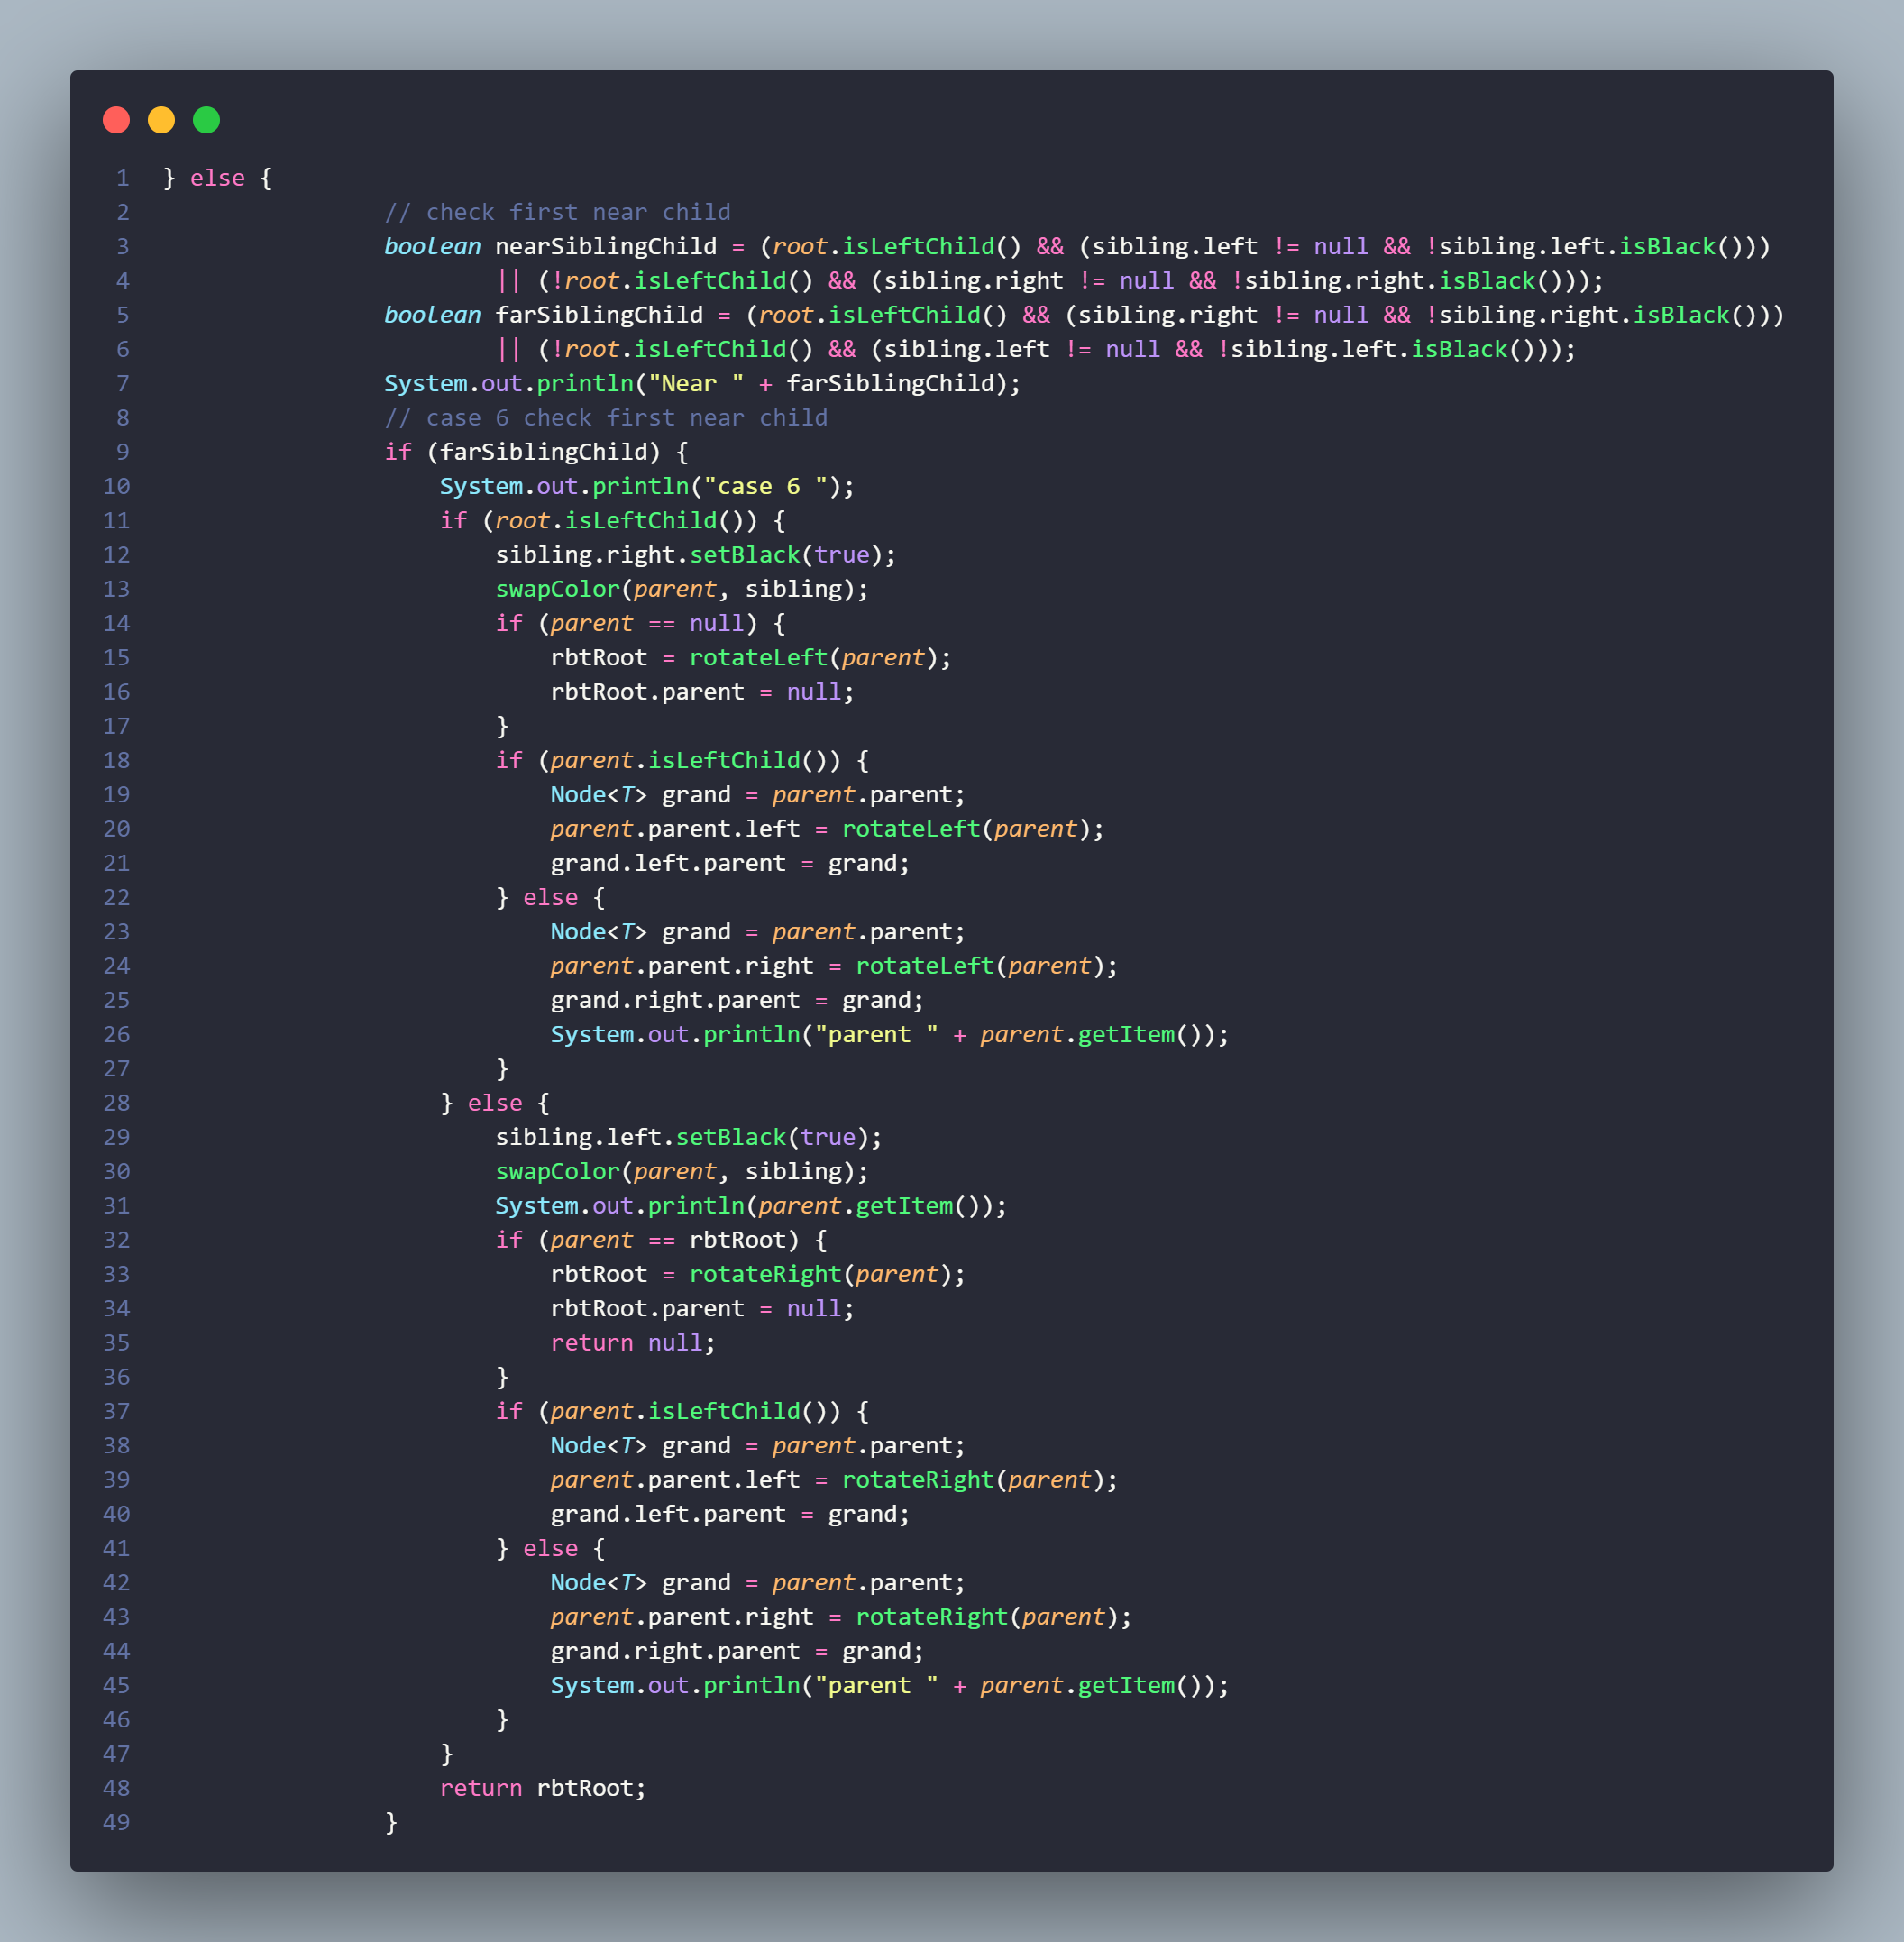 1 } else {
2                 // check first near child
3                 boolean nearSiblingChild = (root.isLeftChild() && (sibling.left != null && !sibling.left.isBlack()))
4                         || (!root.isLeftChild() && (sibling.right != null && !sibling.right.isBlack()));
5                 boolean farSiblingChild = (root.isLeftChild() && (sibling.right != null && !sibling.right.isBlack()))
6                         || (!root.isLeftChild() && (sibling.left != null && !sibling.left.isBlack()));
7                 System.out.println("Near " + farSiblingChild);
8                 // case 6 check first near child
9                 if (farSiblingChild) {
10                    System.out.println("case 6 ");
11                    if (root.isLeftChild()) {
12                        sibling.right.setBlack(true);
13                        swapColor(parent, sibling);
14                        if (parent == null) {
15                            rbtRoot = rotateLeft(parent);
16                            rbtRoot.parent = null;
17                        }
18                        if (parent.isLeftChild()) {
19                            Node<T> grand = parent.parent;
20                            parent.parent.left = rotateLeft(parent);
21                            grand.left.parent = grand;
22                        } else {
23                            Node<T> grand = parent.parent;
24                            parent.parent.right = rotateLeft(parent);
25                            grand.right.parent = grand;
26                            System.out.println("parent " + parent.getItem());
27                        }
28                    } else {
29                        sibling.left.setBlack(true);
30                        swapColor(parent, sibling);
31                        System.out.println(parent.getItem());
32                        if (parent == rbtRoot) {
33                            rbtRoot = rotateRight(parent);
34                            rbtRoot.parent = null;
35                            return null;
36                        }
37                        if (parent.isLeftChild()) {
38                            Node<T> grand = parent.parent;
39                            parent.parent.left = rotateRight(parent);
40                            grand.left.parent = grand;
41                        } else {
42                            Node<T> grand = parent.parent;
43                            parent.parent.right = rotateRight(parent);
44                            grand.right.parent = grand;
45                            System.out.println("parent " + parent.getItem());
46                        }
47                    }
48                    return rbtRoot;
49                }